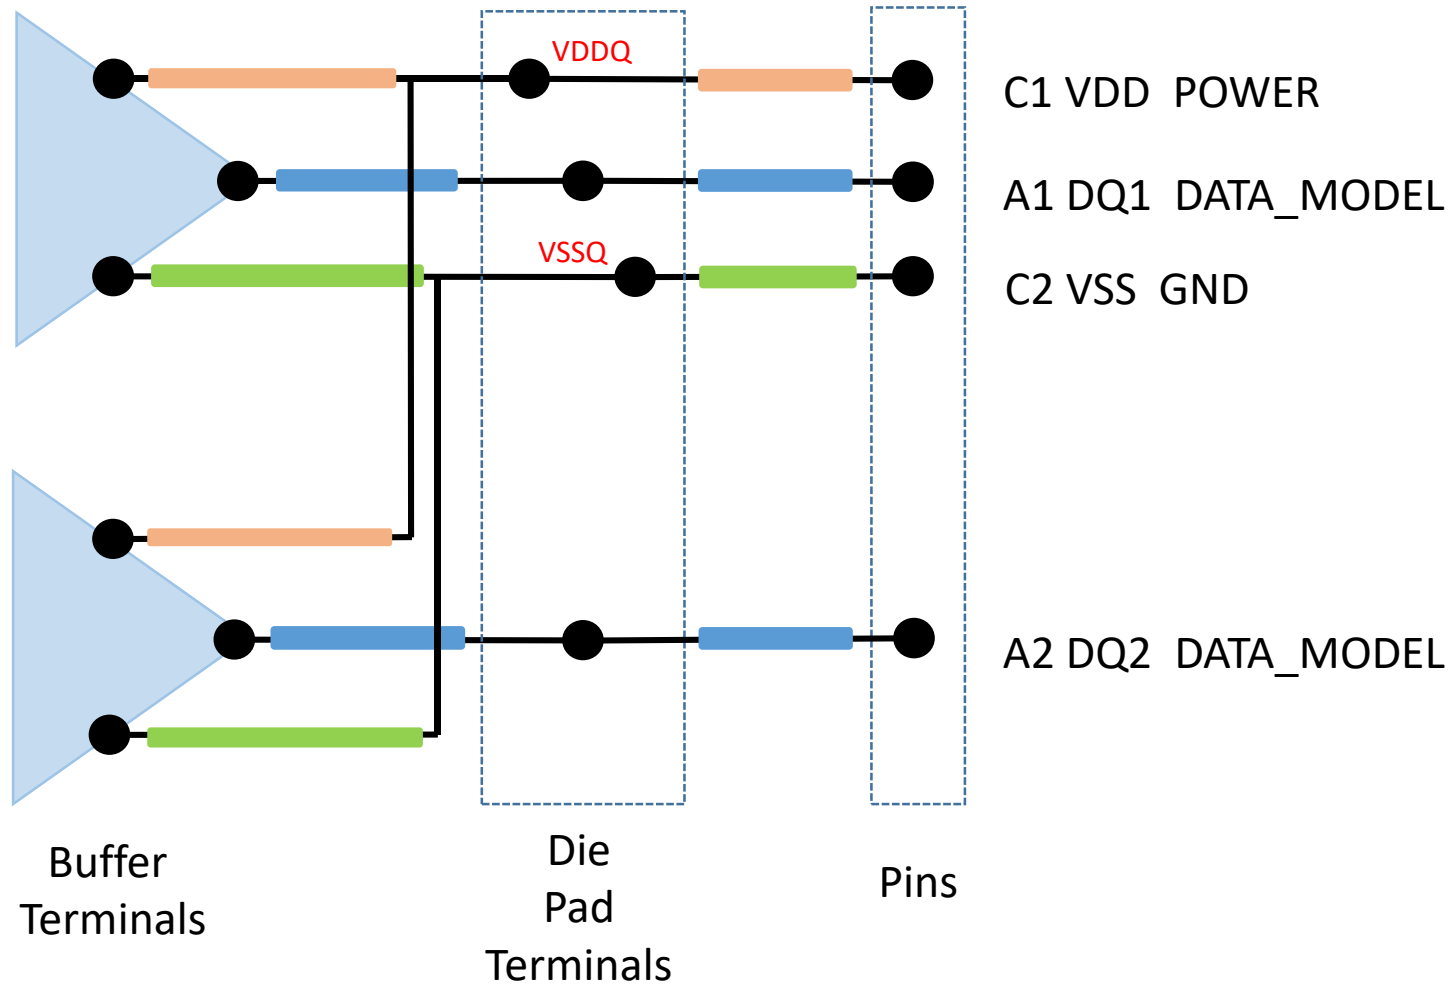 VDDQ
C1 VDD POWER
A1 DQ1 DATA_MODEL
VSSQ
C2 VSS GND
A2 DQ2 DATA_MODEL
Buffer
Terminals
Die
Pad
Terminals
Pins